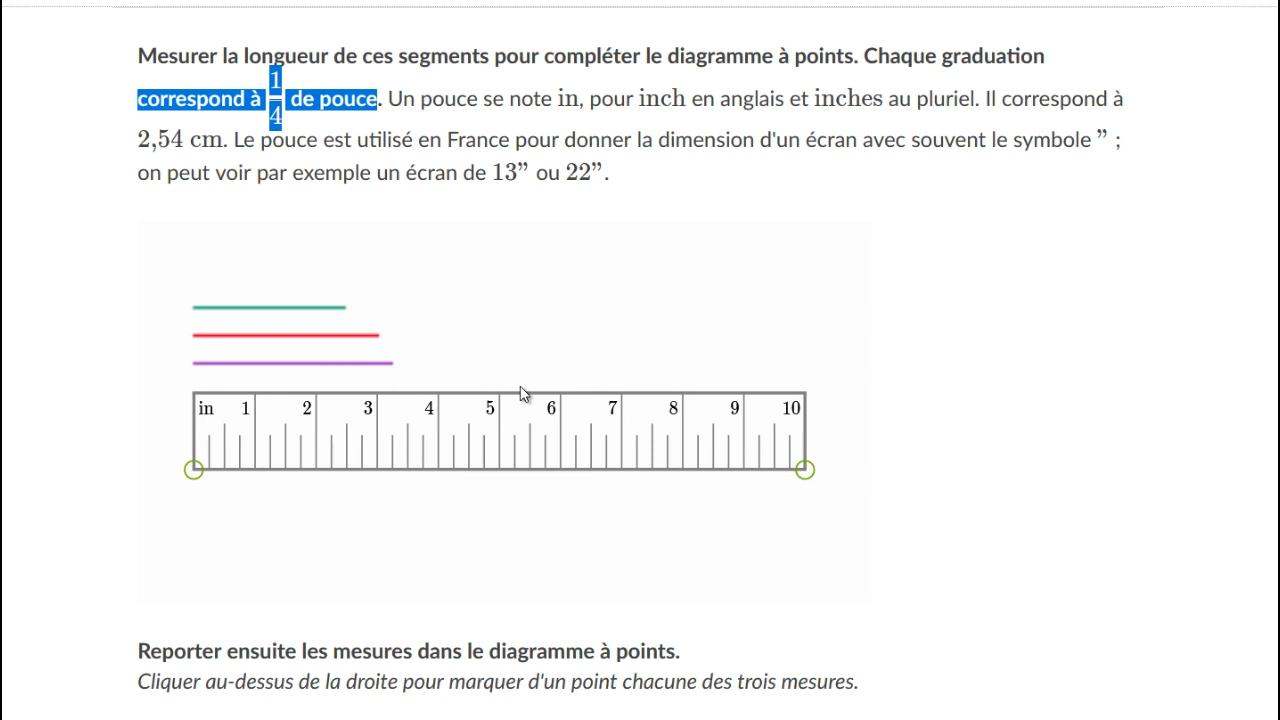 Mesurer la longueur de ces segments pour compléter le diagramme à points. Chaque graduation
correspond à 1/4 de pouce. Un pouce se note in, pour inch en anglais et inches au pluriel. Il correspond à
2,54 cm. Le pouce est utilisé en France pour donner la dimension d'un écran avec souvent le symbole ” ;
on peut voir par exemple un écran de 13” ou 22”.
in 1 2 3 4 5 6 7 8 9 10
Reporter ensuite les mesures dans le diagramme à points.
Cliquer au-dessus de la droite pour marquer d'un point chacune des trois mesures.